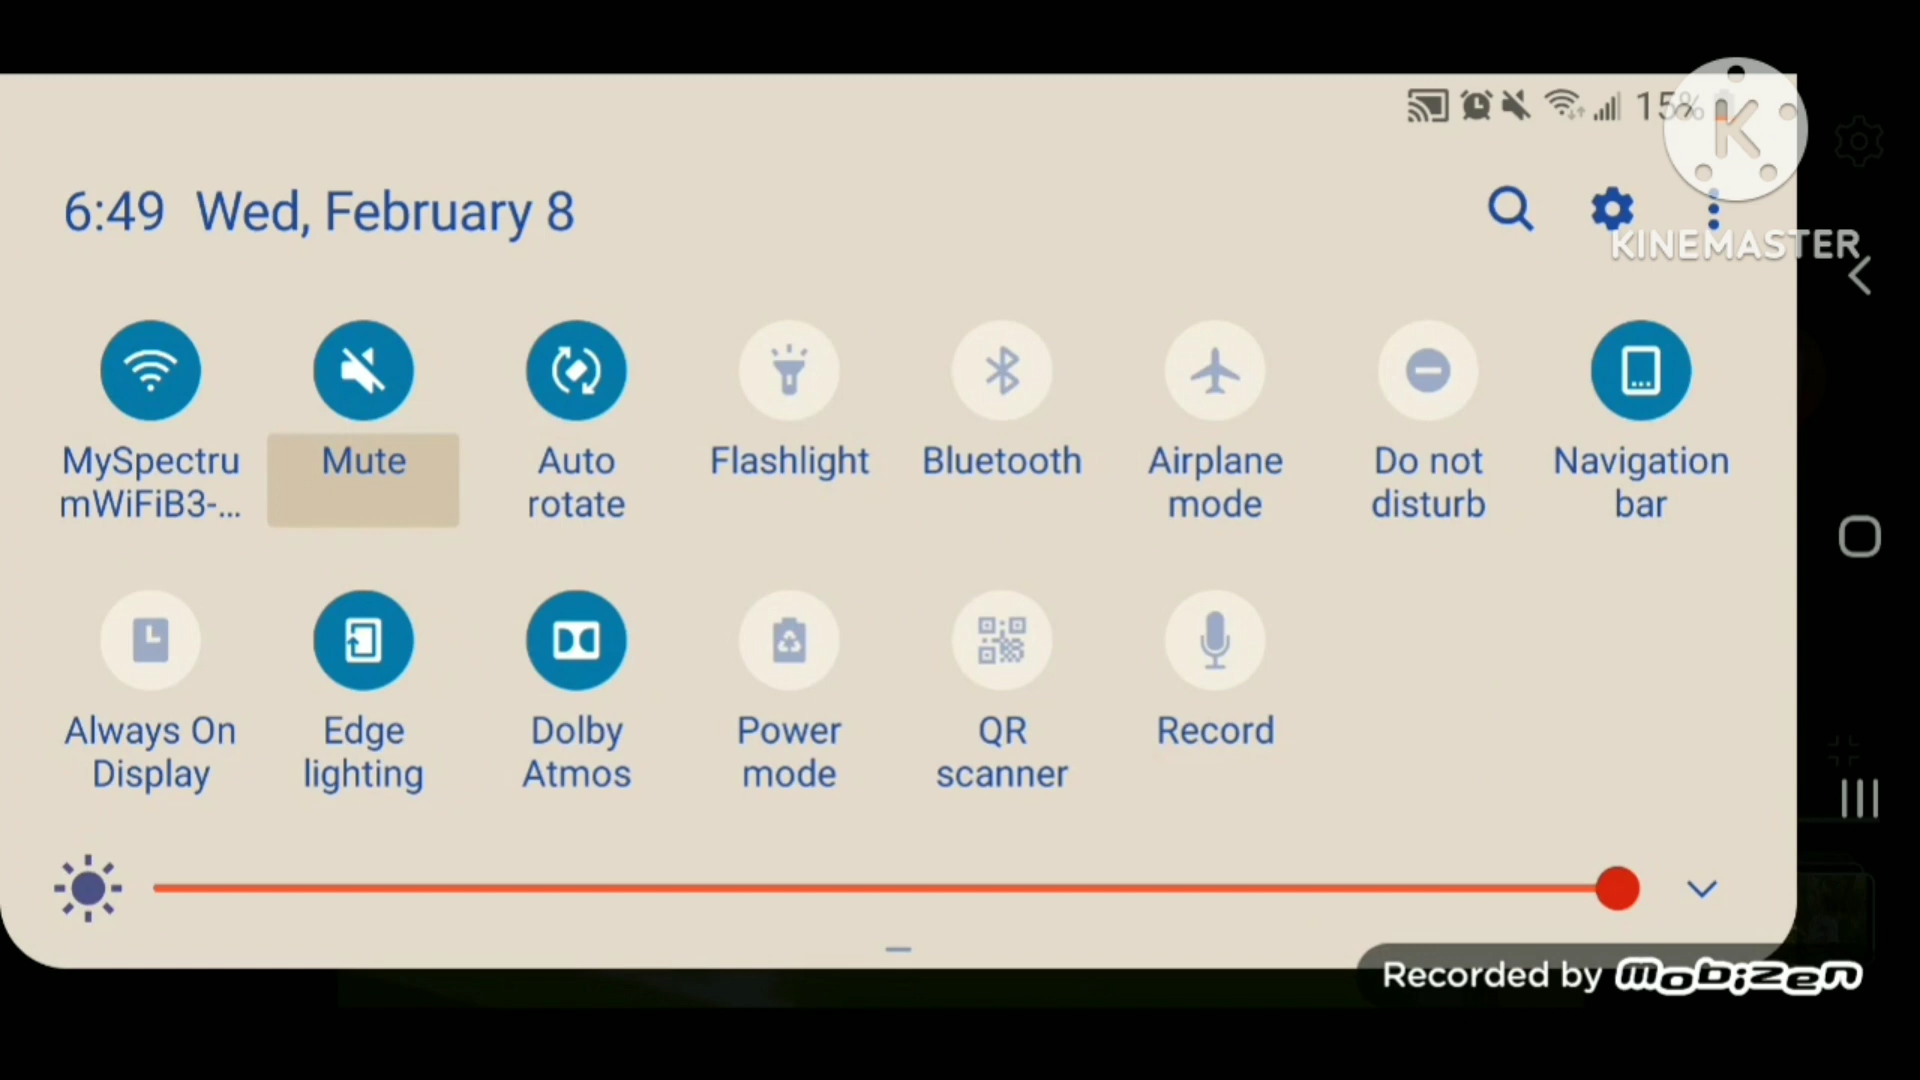 15%
6:49 Wed, February 8
KINEMASTER
MySpectru Mute Auto Flashlight Bluetooth Airplane Do not Navigation
mWiFiB3-... rotate mode disturb bar
Always On Edge Dolby Power QR Record
Display lighting Atmos mode scanner
Recorded by mobizen